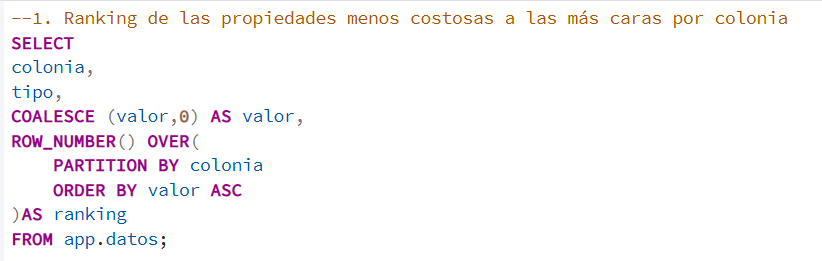 --1. Ranking de las propiedades menos costosas a las más caras por colonia
SELECT
colonia,
tipo,
COALESCE (valor,0) AS valor,
ROW_NUMBER() OVER(
    PARTITION BY colonia
    ORDER BY valor ASC
)AS ranking
FROM app.datos;